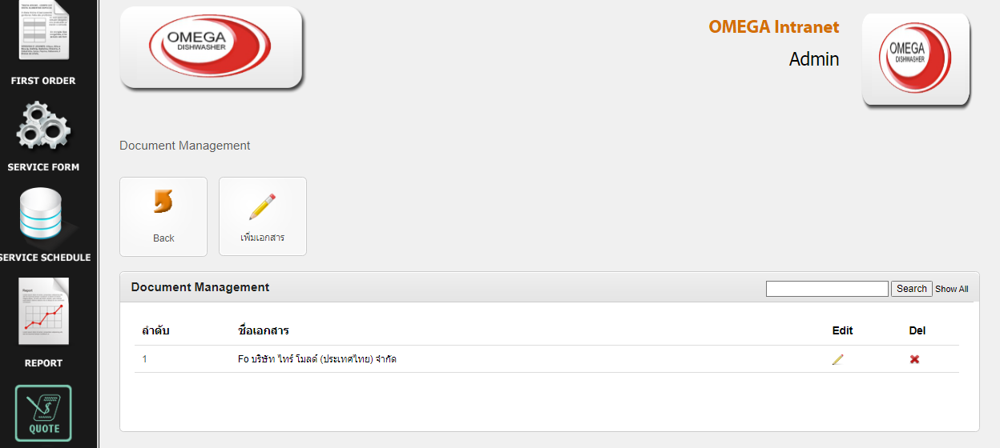 FIRST ORDER
SERVICE FORM
SERVICE SCHEDULE
Report
REPORT
QUOTE
OMEGA
DISHWASHER
OMEGA Intranet
Admin
OMEGA
DISHWASHER
Document Management
Back
เพิ่มเอกสาร
Document Management
Search Show All
ลำดับ ชื่อเอกสาร Edit Del
1 Fo บริษัท ไทร์ โมลด์ (ประเทศไทย) จำกัด